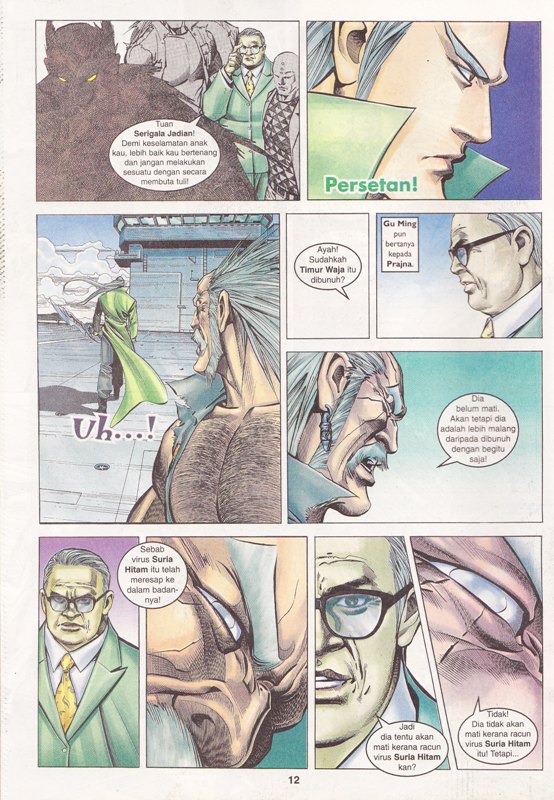 Tuan
Serigala Jadian!
Demi keselamatan anak
kau, lebih baik kau bertenang
dan jangan melakukan
sesuatu dengan secara
membuta tuli!
Persetan!
Uh...!
Ayah!
Sudahkah
Timur Waja itu
dibunuh?
Gu Ming
pun
bertanya
kepada
Prajna.
Dia
belum mati.
Akan tetapi dia
adalah lebih malang
daripada dibunuh
dengan begitu
saja!
Sebab
virus Suria
Hitam itu telah
meresap ke
dalam badan-
nya!
Jadi
dia tentu akan
mati kerana racun
virus Suria Hitam
kan?
Tidak!
Dia tidak akan
mati kerana racun
virus Suria Hitam
itu! Tetapi...
12